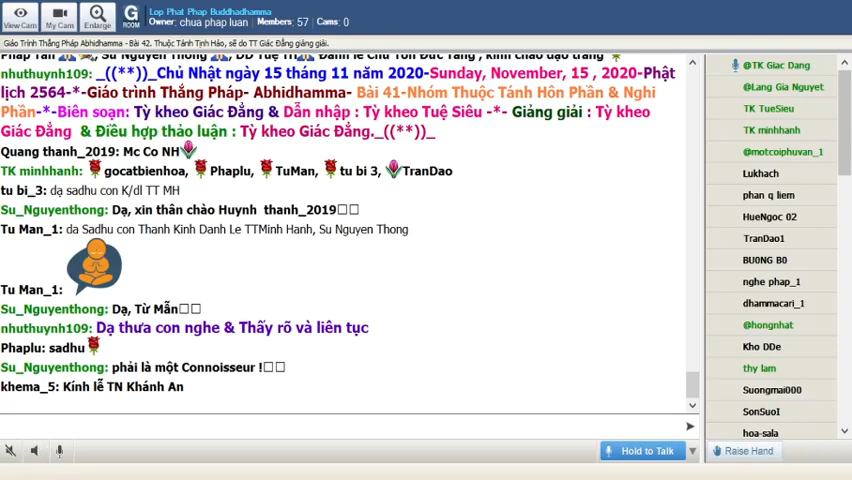 Lop Phat Phap Buddhadhamma
Owner: chua phap luan Members: 57 Cams: 0
View Cam My Cam Enlarge G ROOM
Giáo Trình Thắng Pháp Abhidhamma - Bài 42. Thuộc Tánh Tịnh Hảo, sẽ do TT Giác Đẳng giảng giải.
nhuthuynh109: _((**))_Chủ Nhật ngày 15 tháng 11 năm 2020-Sunday, November, 15 , 2020-Phật
lịch 2564-*-Giáo trình Thắng Pháp- Abhidhamma- Bài 41-Nhóm Thuộc Tánh Hôn Phần & Nghi
Phần-*-Biên soạn: Tỳ kheo Giác Đẳng & Dẫn nhập : Tỳ kheo Tuệ Siêu -*- Giảng giải : Tỳ kheo
Giác Đẳng & Điều hợp thảo luận : Tỳ kheo Giác Đẳng._((**))_
Quang thanh_2019: Mc Co NH
TK minhhanh: gocatbienhoa, Phaplu, TuMan, tu bi 3, TranDao
tu bi_3: dạ sadhu con K/dl TT MH
Su_Nguyenthong: Dạ, xin thân chào Huynh thanh_2019
Tu Man_1: da Sadhu con Thanh Kinh Danh Le TTMinh Hanh, Su Nguyen Thong
Tu Man_1:
Su_Nguyenthong: Dạ, Từ Mẫn
nhuthuynh109: Dạ thưa con nghe & Thấy rõ và liên tục
Phaplu: sadhu
Su_Nguyenthong: phải là một Connoisseur !
khema_5: Kính lễ TN Khánh An
@TK Giac Dang
@Lang Gia Nguyet
TK TueSieu
TK minhhanh
@motcoiphuvan_1
Lukhach
phan q liem
HueNgoc 02
TranDao1
BU0NG B0
nghe phap_1
dhammacari_1
@hongnhat
Kho DDe
thy lam
Suongmai000
SonSuoI
hoa-sala
Hold to Talk
Raise Hand